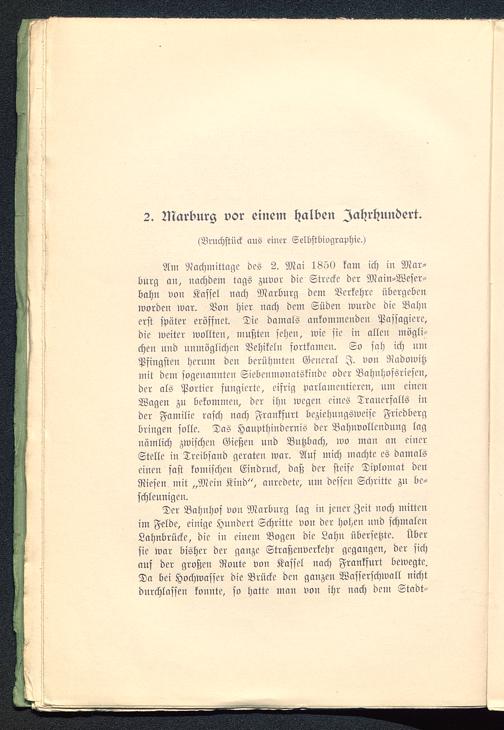 2. Marburg vor einem halben Jahrhundert.
(Bruchstück aus einer Selbstbiographie.)
Am Nachmittage des 2. Mai 1850 kam ich in Mar-
burg an, nachdem tags zuvor die Strecke der Main-Weser-
bahn von Kassel nach Marburg dem Verkehre übergeben
worden war. Von hier nach dem Süden wurde die Bahn
erst später eröffnet. Die damals ankommenden Passagiere,
die weiter wollten, mußten sehen, wie sie in allen mögli-
chen und unmöglichen Vehikeln fortkamen. So sah ich um
Pfingsten herum den berühmten General J. von Radowitz
mit dem sogenannten Siebenmonatskinde oder Bahnhofsriesen,
der als Portier fungierte, eifrig parlamentieren, um einen
Wagen zu bekommen, der ihn wegen eines Trauerfalls in
der Familie rasch nach Frankfurt beziehungsweise Friedberg
bringen solle. Das Haupthindernis der Bahnvollendung lag
nämlich zwischen Gießen und Butzbach, wo man an einer
Stelle in Treibsand geraten war. Auf mich machte es damals
einen fast komischen Eindruck, daß der steife Diplomat den
Riesen mit „Mein Kind“, anredete, um dessen Schritte zu be-
schleunigen.
Der Bahnhof von Marburg lag in jener Zeit noch mitten
im Felde, einige Hundert Schritte von der hohen und schmalen
Lahnbrücke, die in einem Bogen die Lahn übersetzte. Über
sie war bisher der ganze Straßenverkehr gegangen, der sich
auf der großen Route von Kassel nach Frankfurt bewegte.
Da bei Hochwasser die Brücke den ganzen Wasserschwall nicht
durchlassen konnte, so hatte man von ihr nach dem Stadt-